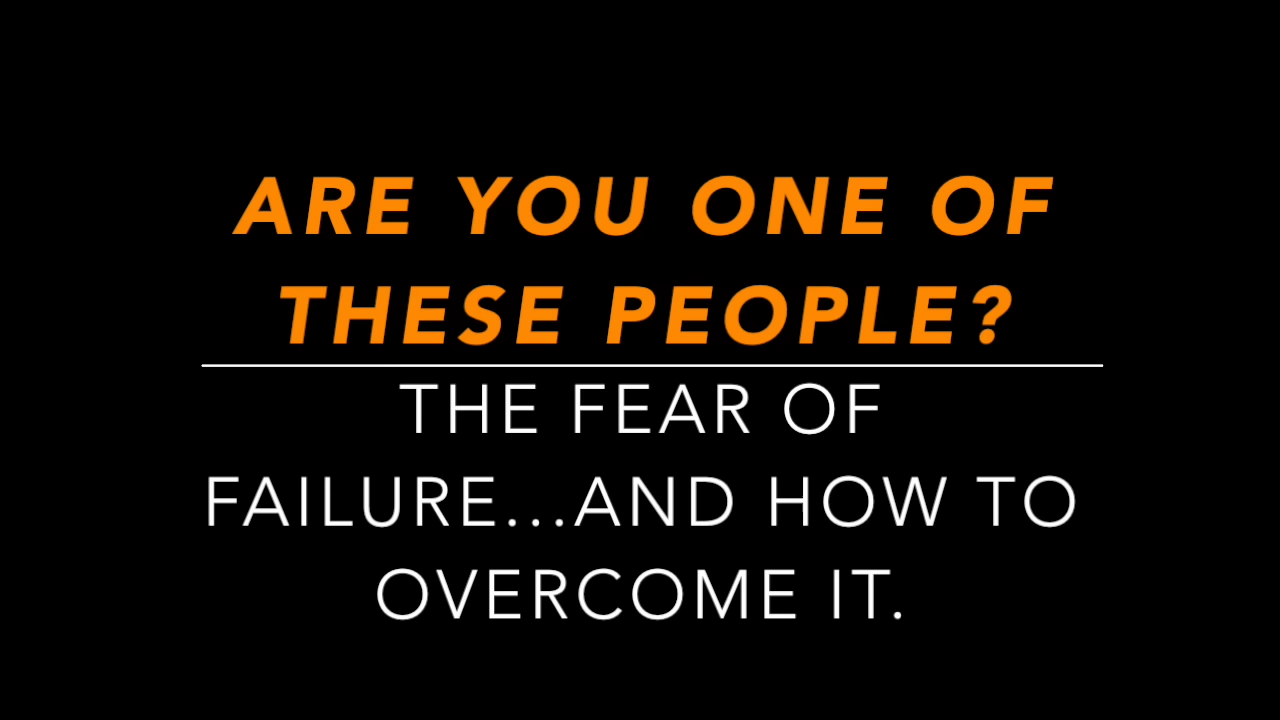 ARE YOU ONE OF
THESE PEOPLE?
THE FEAR OF
FAILURE...AND HOW TO
OVERCOME IT.